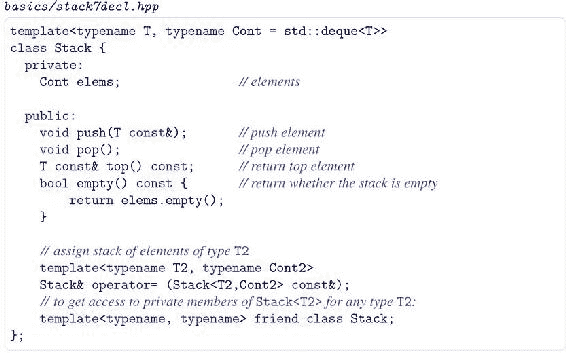 basics/stack7decl.hpp
template<typename T, typename Cont = std::deque<T>>
class Stack {
private:
Cont elems; // elements
public:
void push(T const&); // push element
void pop(); // pop element
T const& top() const; // return top element
bool empty() const { // return whether the stack is empty
return elems.empty();
}
// assign stack of elements of type T2
template<typename T2, typename Cont2>
Stack& operator= (Stack<T2,Cont2> const&);
// to get access to private members of Stack<T2> for any type T2:
template<typename, typename> friend class Stack;
};